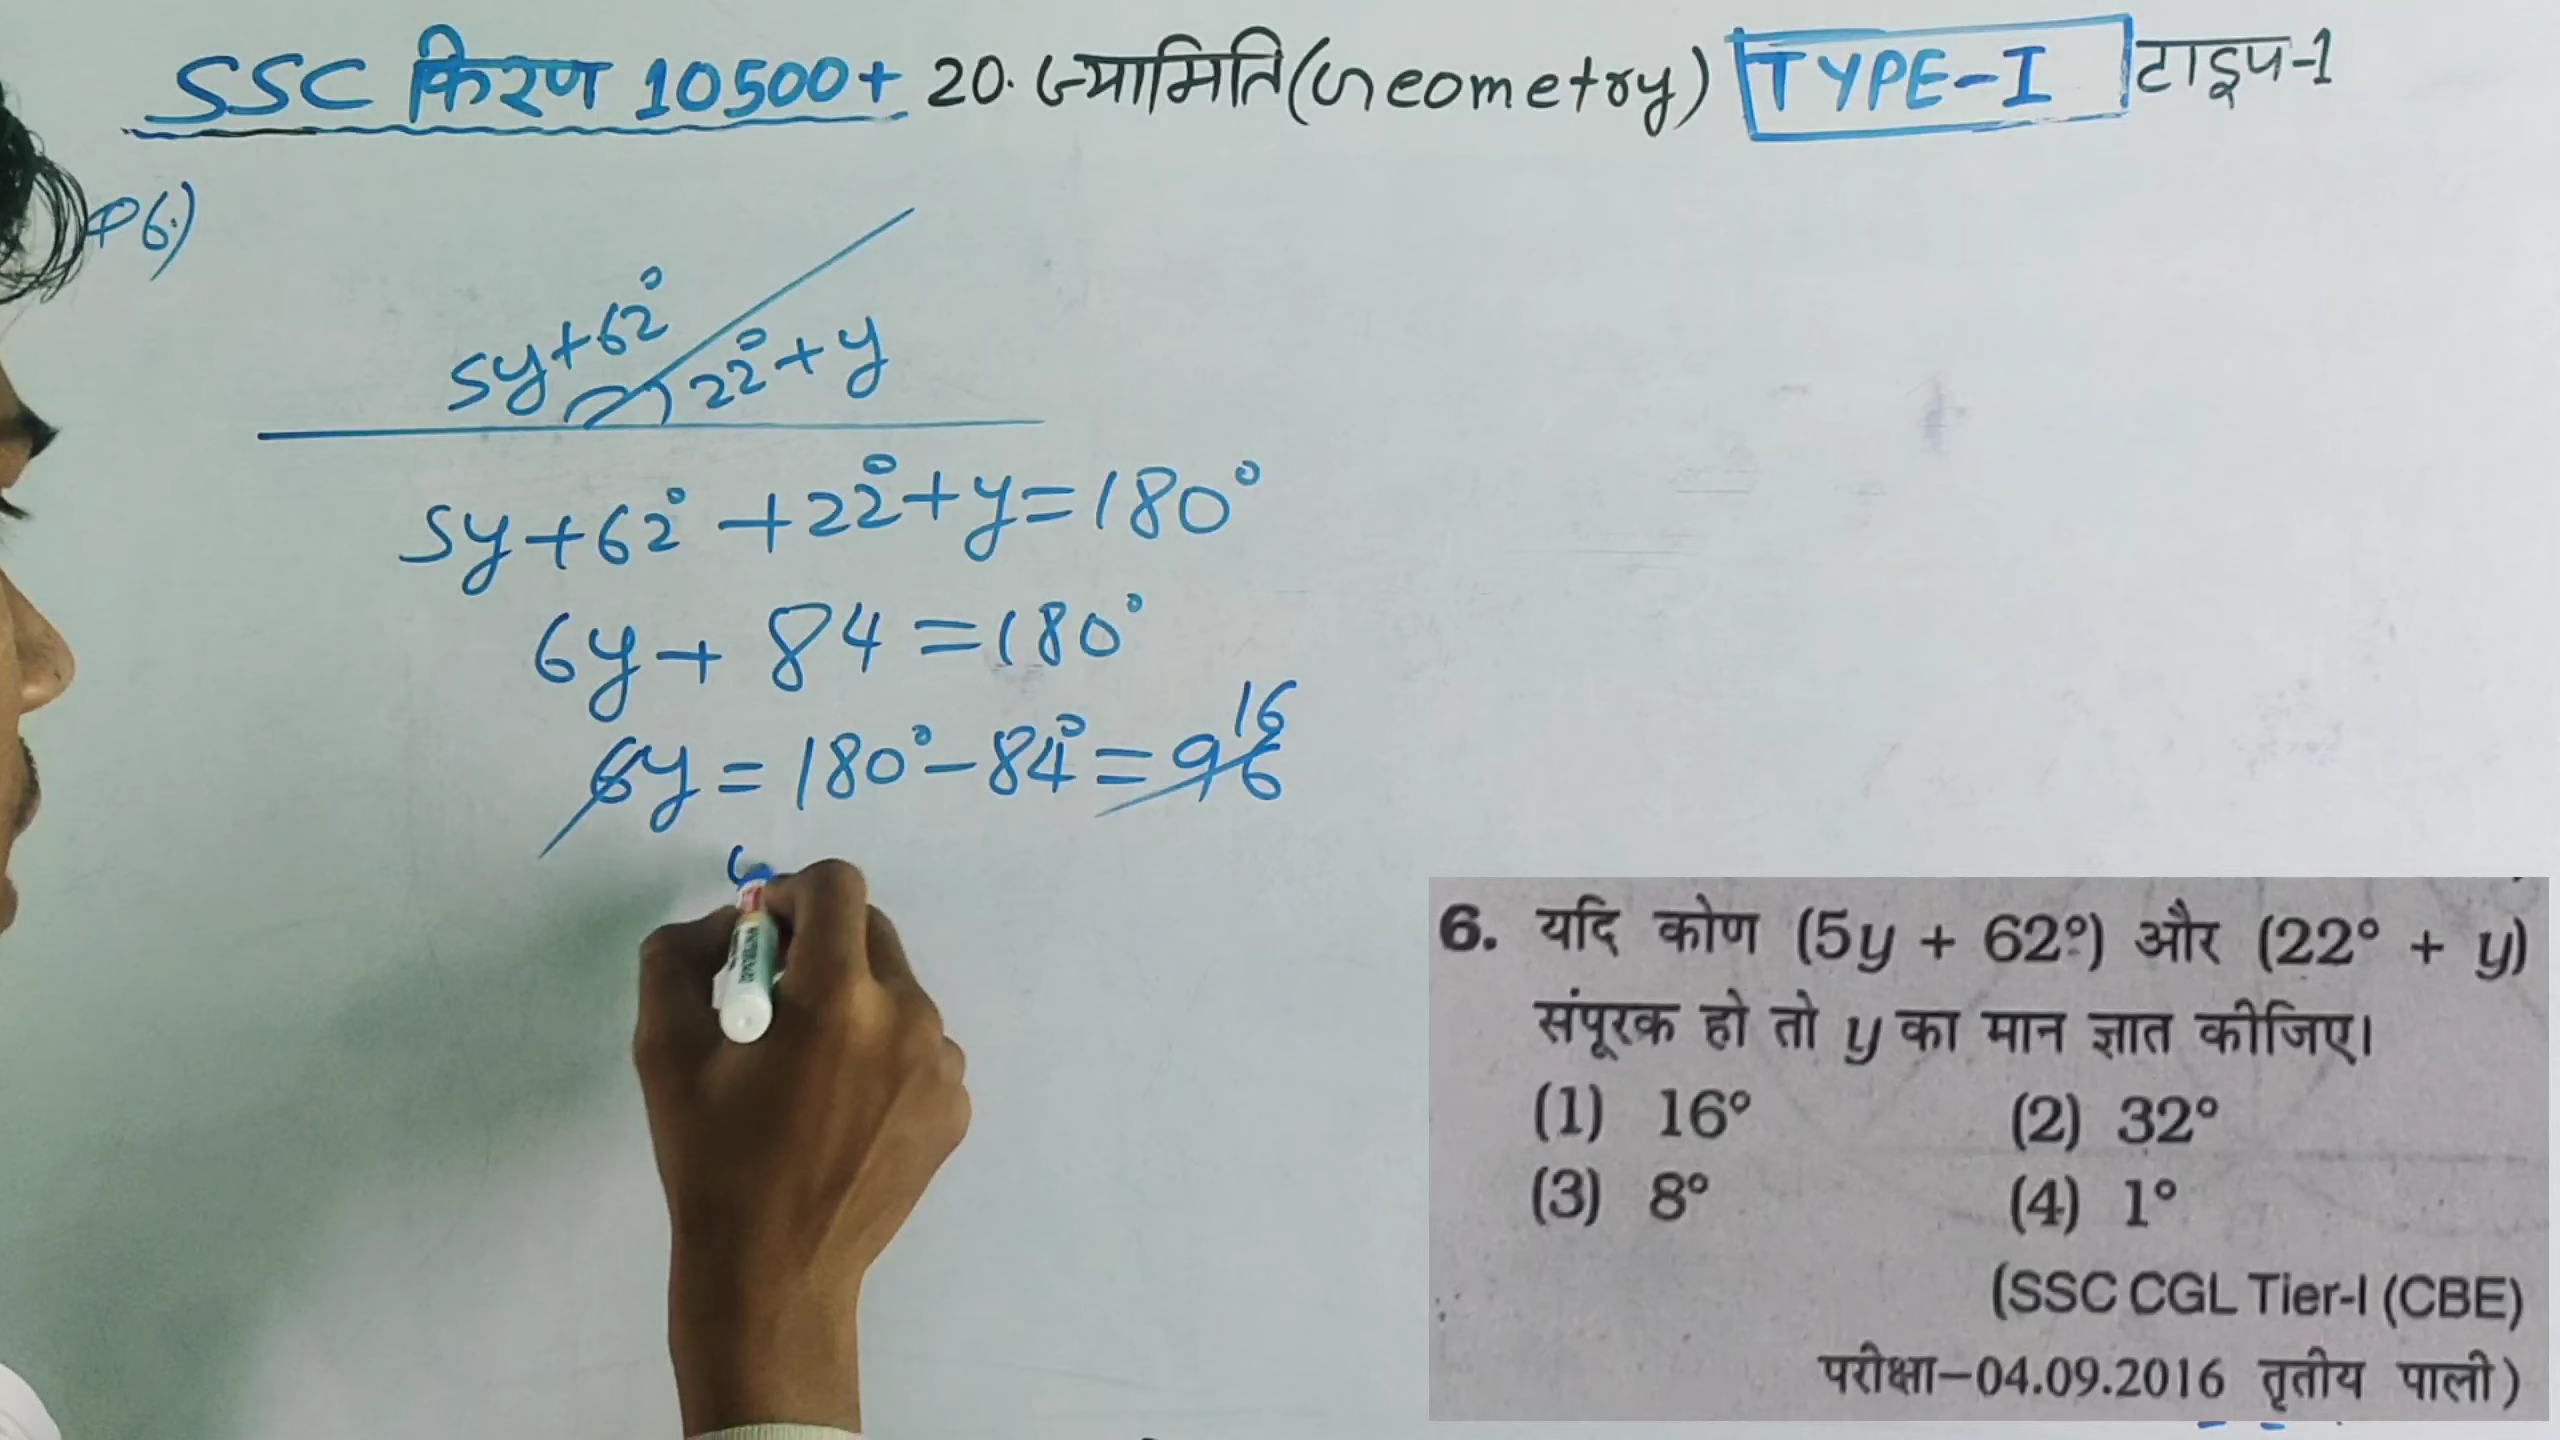 SSC किरण 10500+ 20. ज्यामिति (Geometry) TYPE-I टाइप-1
Q6.)
5y+62° 22°+y
5y+62°+22°+y=180°
6y+84=180°
6y=180°-84°=96
16
6. यदि कोण (5y + 62°) और (22° + y)
संपूरक हो तो y का मान ज्ञात कीजिए।
(1) 16° (2) 32°
(3) 8° (4) 1°
(SSC CGL Tier-I (CBE)
परीक्षा-04.09.2016 तृतीय पाली)